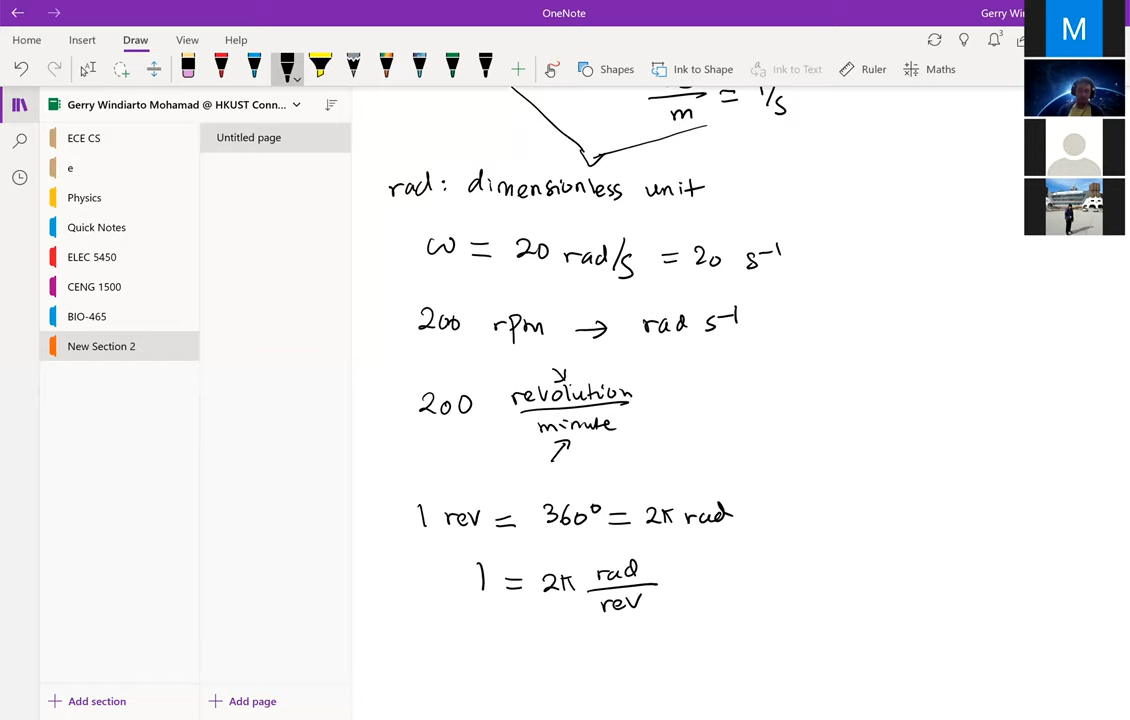 OneNote
Gerry Win
M
Home
Insert
Draw
View
Help
3
Shapes
Ink to Shape
Ink to Text
Ruler
Maths
Gerry Windiarto Mohamad @ HKUST Conn...
ECE CS
e
Physics
Quick Notes
ELEC 5450
CENG 1500
BIO-465
New Section 2
Add section
Untitled page
Add page
m = 1/s
rad: dimensionless unit
ω = 20 rad/s = 20 s⁻¹
200 rpm → rad s⁻¹
200 revolution
minute
1 rev = 360° = 2π rad
1 = 2π rad
rev